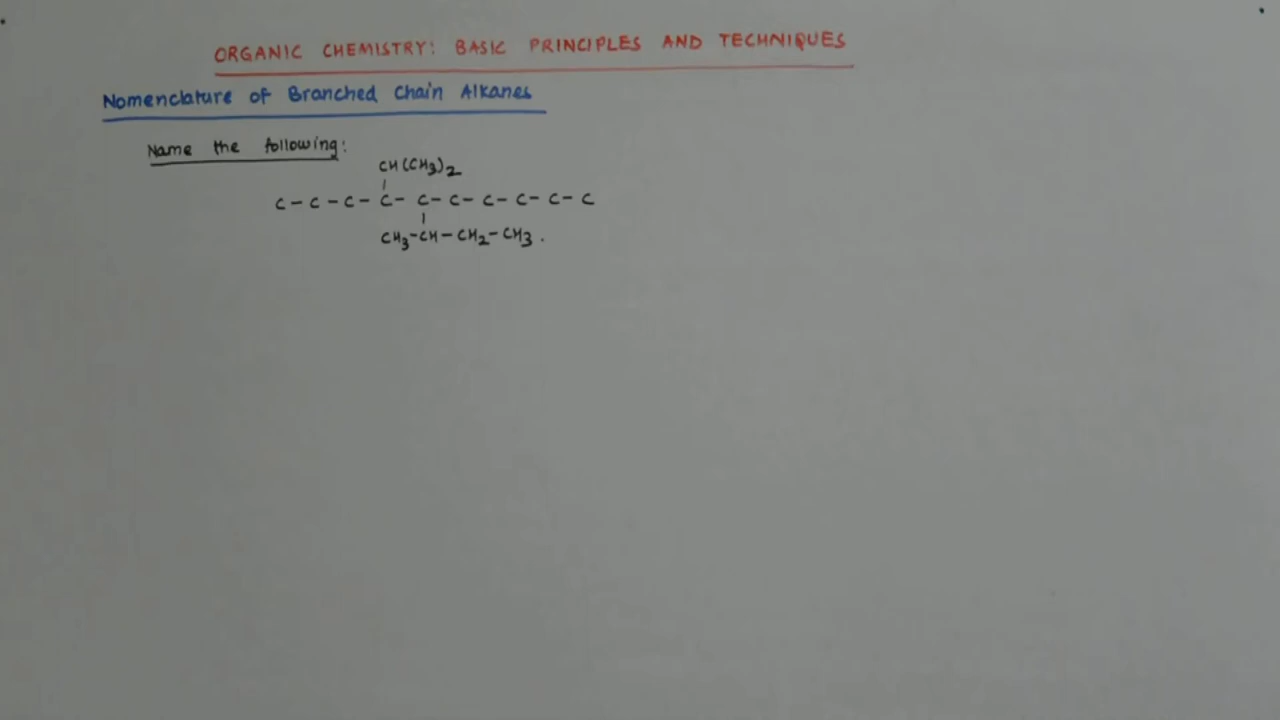 ORGANIC CHEMISTRY: BASIC PRINCIPLES AND TECHNIQUES
Nomenclature of Branched Chain Alkanes
Name the following:
CH(CH3)2
C-C-C-C-C-C-C-C-C-C
CH3-CH-CH2-CH3.